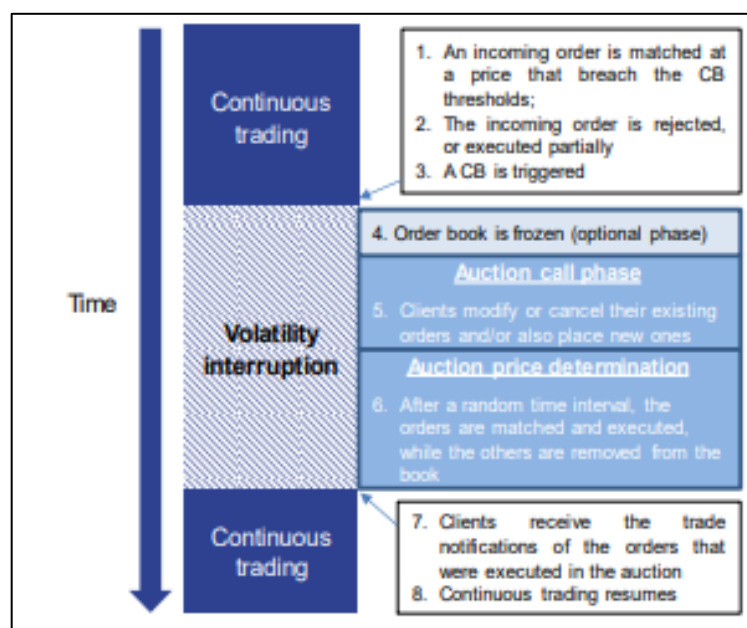 Continuous
trading
1. An incoming order is matched at
a price that breach the CB
thresholds;
2. The incoming order is rejected,
or executed partially
3. A CB is triggered
Time
Volatility
interruption
4. Order book is frozen (optional phase)
Auction call phase
5. Clients modify or cancel their existing
orders and/or also place new ones
Auction price determination
6. After a random time interval, the
orders are matched and executed,
while the others are removed from the
book
Continuous
trading
7. Clients receive the trade
notifications of the orders that
were executed in the auction
8. Continuous trading resumes